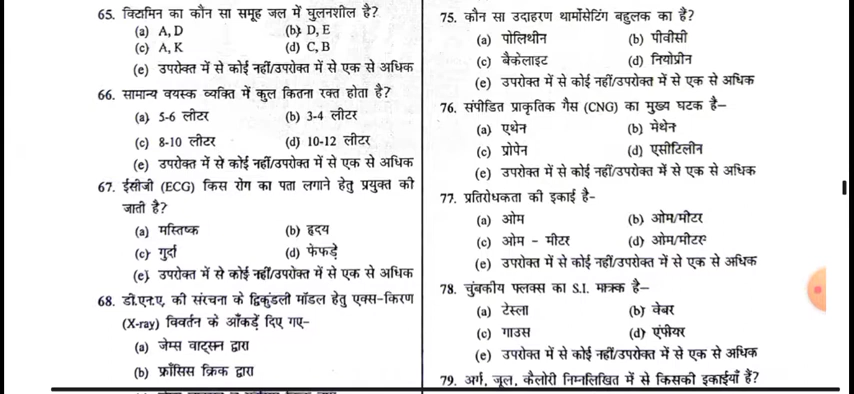 65. विटामिन का कौन सा समूह जल में घुलनशील है?
(a) A, D (b) D, E
(c) A, K (d) C, B
(e) उपरोक्त में से कोई नहीं/उपरोक्त में से एक से अधिक
66. सामान्य वयस्क व्यक्ति में कुल कितना रक्त होता है?
(a) 5-6 लीटर (b) 3-4 लीटर
(c) 8-10 लीटर (d) 10-12 लीटर
(e) उपरोक्त में से कोई नहीं/उपरोक्त में से एक से अधिक
67. ईसीजी (ECG) किस रोग का पता लगाने हेतु प्रयुक्त की
जाती है?
(a) मस्तिष्क (b) हृदय
(c) गुर्दा (d) फेफड़े
(e) उपरोक्त में से कोई नहीं/उपरोक्त में से एक से अधिक
68. डी.एन.ए. की संरचना के द्विकुंडली मॉडल हेतु एक्स-किरण
(X-ray) विवर्तन के आँकड़ें दिए गए-
(a) जेम्स वाट्सन द्वारा
(b) फ्राँसिस क्रिक द्वारा
75. कौन सा उदाहरण थार्मोसेटिंग बहुलक का है?
(a) पोलिथीन (b) पीवीसी
(c) बैकेलाइट (d) नियोप्रीन
(e) उपरोक्त में से कोई नहीं/उपरोक्त में से एक से अधिक
76. संपीडित प्राकृतिक गैस (CNG) का मुख्य घटक है–
(a) एथेन (b) मेथेन
(c) प्रोपेन (d) एसीटिलीन
(e) उपरोक्त में से कोई नहीं/उपरोक्त में से एक से अधिक
77. प्रतिरोधकता की इकाई है-
(a) ओम (b) ओम/मीटर
(c) ओम - मीटर (d) ओम/मीटर²
(e) उपरोक्त में से कोई नहीं/उपरोक्त में से एक से अधिक
78. चुंबकीय फ्लक्स का S.I. मात्रक है–
(a) टेस्ला (b) वेबर
(c) गाउस (d) एंपीयर
(e) उपरोक्त में से कोई नहीं/उपरोक्त में से एक से अधिक
79. अर्ग, जूल, कैलोरी निम्नलिखित में से किसकी इकाईयाँ हैं?